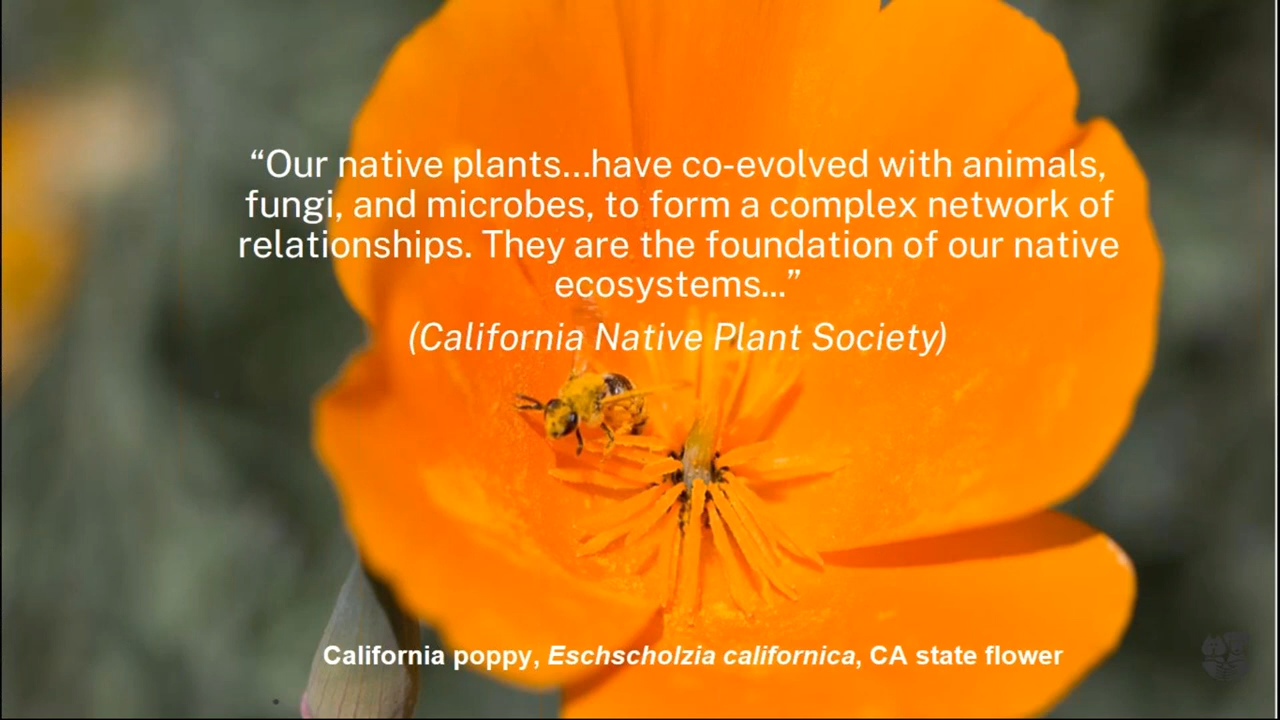 “Our native plants...have co-evolved with animals,
fungi, and microbes, to form a complex network of
relationships. They are the foundation of our native
ecosystems...”
(California Native Plant Society)
California poppy, Eschscholzia californica, CA state flower